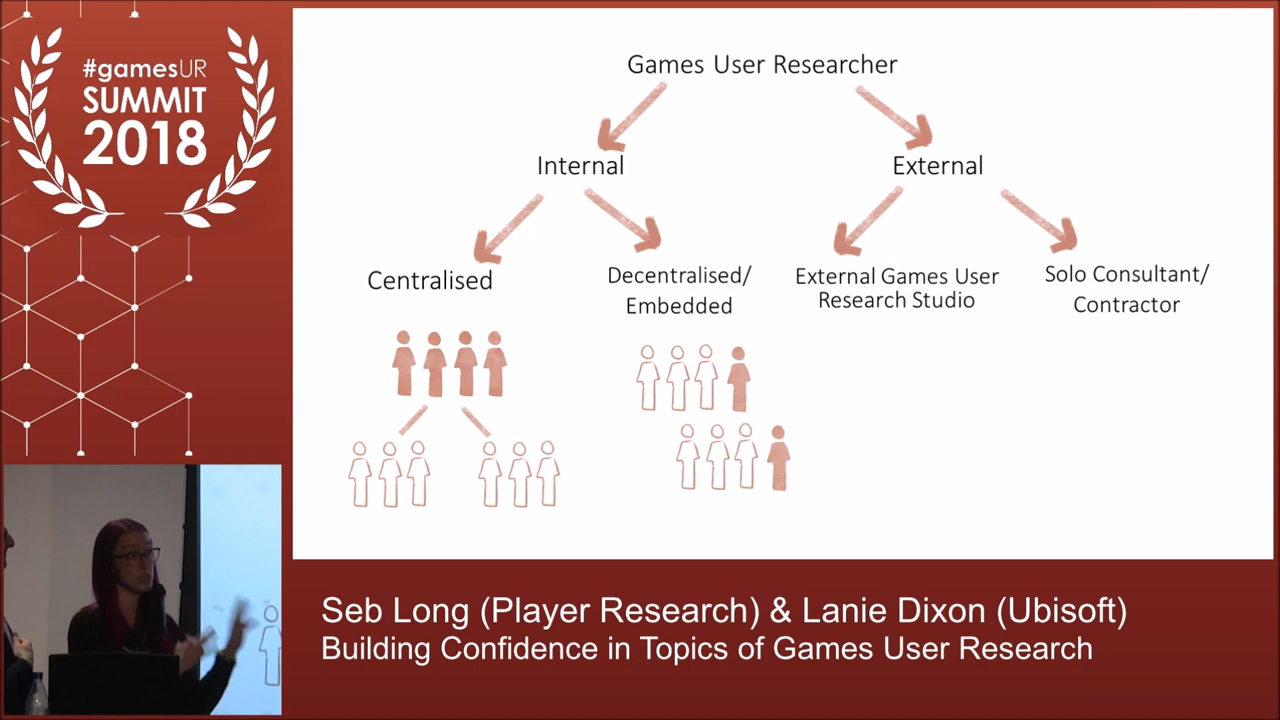 #gamesUR
SUMMIT
2018
Games User Researcher
Internal
External
Centralised
Decentralised/
Embedded
External Games User
Research Studio
Solo Consultant/
Contractor
Seb Long (Player Research) & Lanie Dixon (Ubisoft)
Building Confidence in Topics of Games User Research